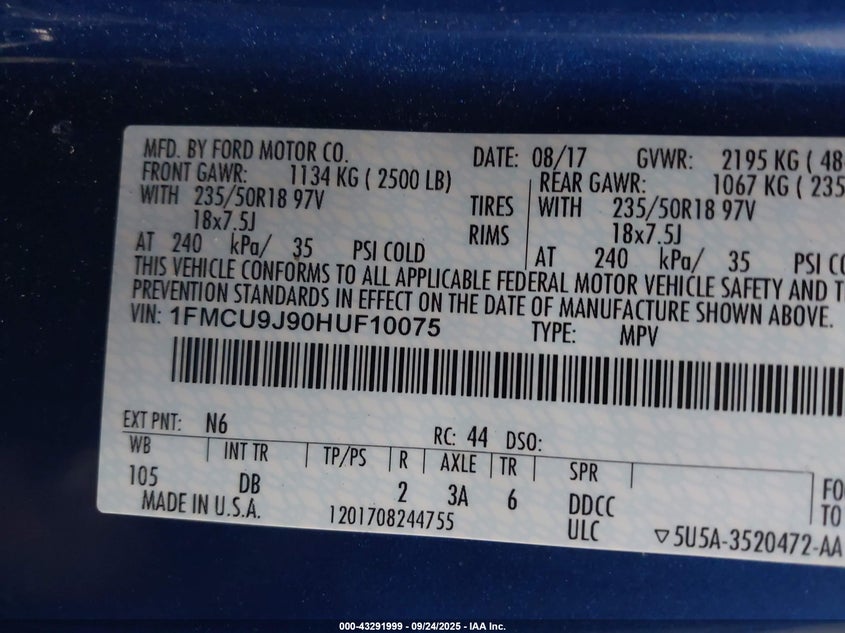 MFD. BY FORD MOTOR CO. DATE: 08/17 GVWR: 2195 KG ( 48
FRONT GAWR: 1134 KG ( 2500 LB) REAR GAWR: 1067 KG ( 235
WITH 235/50R18 97V TIRES WITH 235/50R18 97V
18x7.5J RIMS 18x7.5J
AT 240 kPa/ 35 PSI COLD AT 240 kPa/ 35 PSI CO
THIS VEHICLE CONFORMS TO ALL APPLICABLE FEDERAL MOTOR VEHICLE SAFETY AND T
PREVENTION STANDARDS IN EFFECT ON THE DATE OF MANUFACTURE SHOWN ABOVE.
VIN: 1FMCU9J90HUF10075 TYPE: MPV
EXT PNT: N6 RC: 44 DSO:
WB INT TR TP/PS R AXLE TR SPR
105 DB 2 3A 6 DDCC FO
MADE IN U.S.A. 1201708244755 ULC TO
▽5U5A-3520472-AA
000-43291999 - 09/24/2025 - IAA Inc.